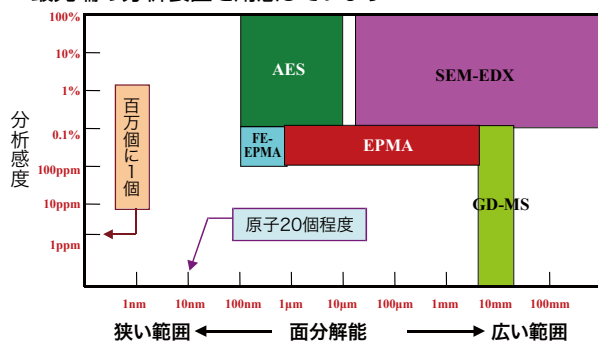 100%
10%
1%
0.1%
100ppm
10ppm
1ppm
分析感度
百万個に1個
AES
SEM-EDX
FE-
EPMA
EPMA
GD-MS
原子20個程度
1nm 10nm 100nm 1μm 10μm 100μm 1mm 10mm 100mm
狭い範囲 面分解能 広い範囲